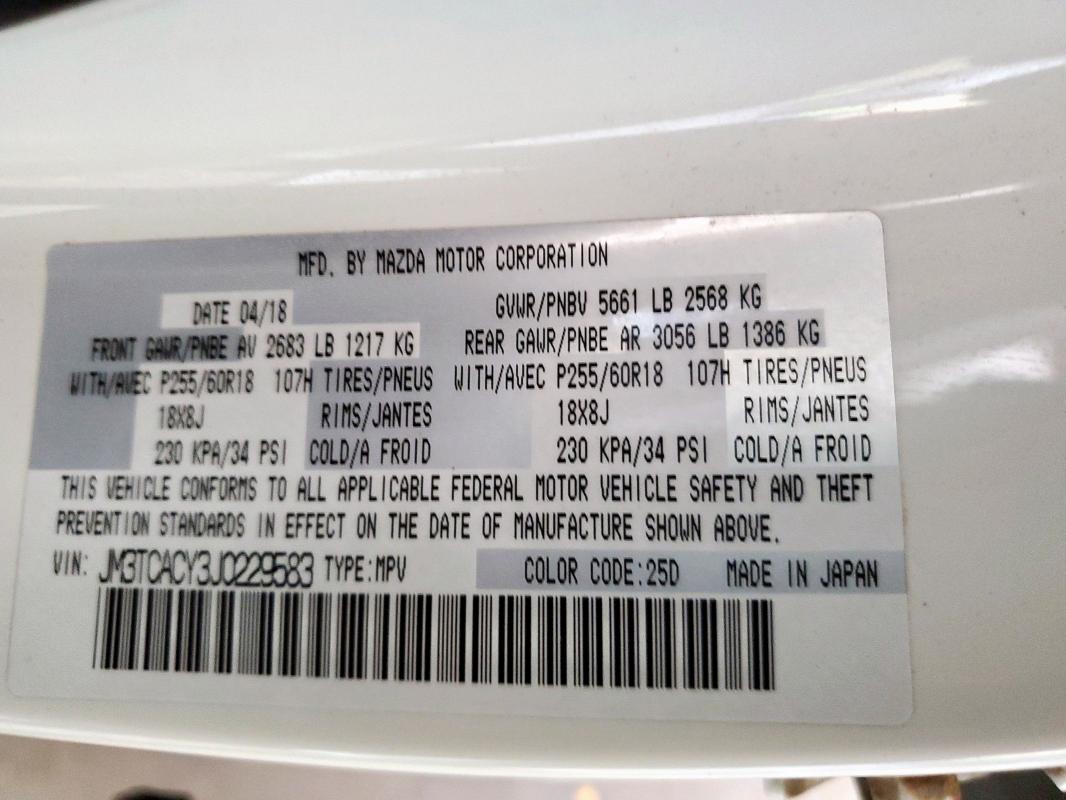 MFD. BY MAZDA MOTOR CORPORATION
DATE 04/18 GVWR/PNBV 5661 LB 2568 KG
FRONT GAWR/PNBE AV 2683 LB 1217 KG REAR GAWR/PNBE AR 3056 LB 1386 KG
WITH/AVEC P255/60R18 107H TIRES/PNEUS WITH/AVEC P255/60R18 107H TIRES/PNEUS
18X8J RIMS/JANTES 18X8J RIMS/JANTES
230 KPA/34 PSI COLD/A FROID 230 KPA/34 PSI COLD/A FROID
THIS VEHICLE CONFORMS TO ALL APPLICABLE FEDERAL MOTOR VEHICLE SAFETY AND THEFT
PREVENTION STANDARDS IN EFFECT ON THE DATE OF MANUFACTURE SHOWN ABOVE.
VIN: JM3TCACY3J0229583 TYPE:MPV COLOR CODE:25D MADE IN JAPAN